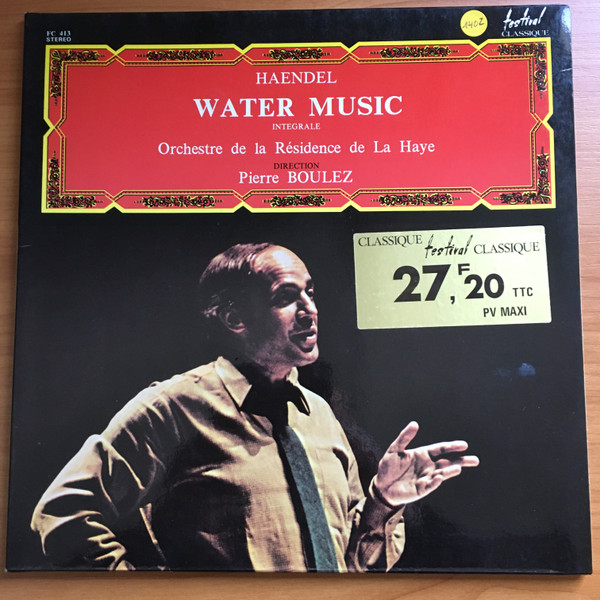 FC 413
STEREO
1402
festival
CLASSIQUE
HAENDEL
WATER MUSIC
INTEGRALE
Orchestre de la Résidence de La Haye
DIRECTION
Pierre BOULEZ
CLASSIQUE festival CLASSIQUE
27,F20 TTC
PV MAXI